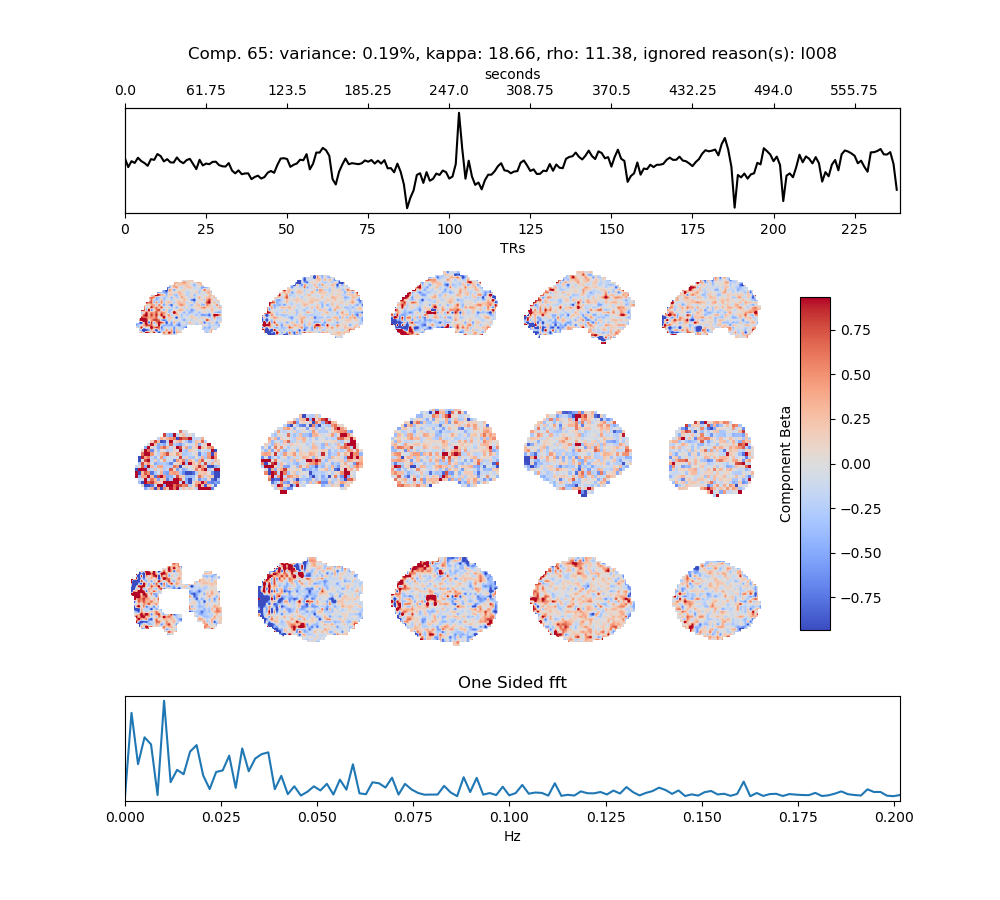 Comp. 65: variance: 0.19%, kappa: 18.66, rho: 11.38, ignored reason(s): I008
seconds
0.0 61.75 123.5 185.25 247.0 308.75 370.5 432.25 494.0 555.75
0 25 50 75 100 125 150 175 200 225
TRs
0.75
0.50
0.25
0.00
−0.25
−0.50
−0.75
Component Beta
One Sided fft
0.000 0.025 0.050 0.075 0.100 0.125 0.150 0.175 0.200
Hz